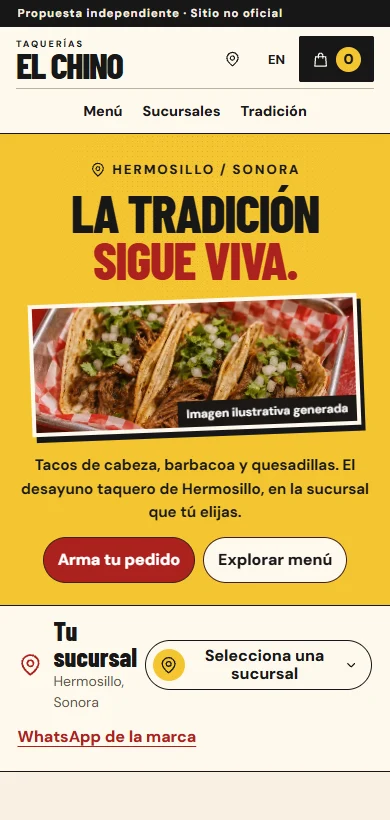 Propuesta independiente · Sitio no oficial
TAQUERÍAS
EL CHINO
EN
0
Menú Sucursales Tradición
HERMOSILLO / SONORA
LA TRADICIÓN
SIGUE VIVA.
Imagen ilustrativa generada
Tacos de cabeza, barbacoa y quesadillas. El
desayuno taquero de Hermosillo, en la sucursal
que tú elijas.
Arma tu pedido Explorar menú
Tu
sucursal
Hermosillo,
Sonora
Selecciona una
sucursal
WhatsApp de la marca